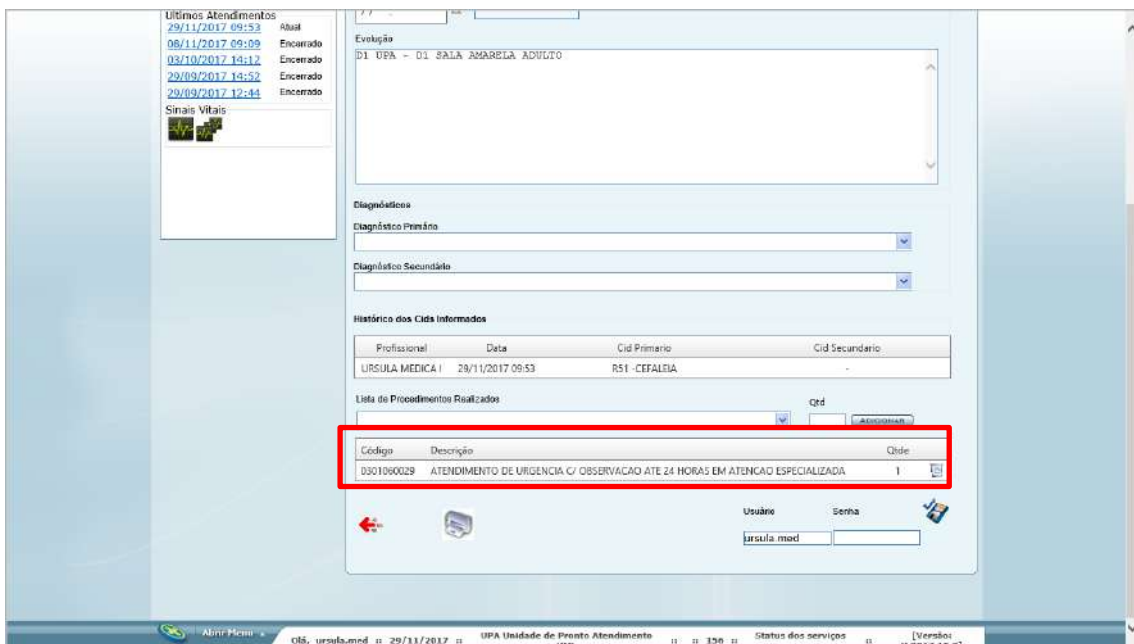 Ultimos Atendimentos
29/11/2017 09:53 Atual
08/11/2017 09:09 Encerrado
03/10/2017 14:12 Encerrado
29/09/2017 14:52 Encerrado
29/09/2017 12:44 Encerrado
Sinais Vitais
Evolução
D1 UPA - D1 SALA AMARELA ADULTO
Diagnósticos
Diagnóstico Primário
Diagnóstico Secundário
Histórico dos Cids Informados
Profissional Data Cid Primario Cid Secundario
URSULA MEDICA I 29/11/2017 09:53 R51 -CEFALEIA -
Lista de Procedimentos Realizados Qtd
ADICIONAR
Código Descrição Qtde
0301060029 ATENDIMENTO DE URGENCIA C/ OBSERVACAO ATE 24 HORAS EM ATENCAO ESPECIALIZADA 1
Usuário Senha
ursula.med
Abrir Menu
Olá, ursula.med :: 29/11/2017 :: UPA Unidade de Pronto Atendimento :: :: 156 :: Status dos serviços :: [Versão: